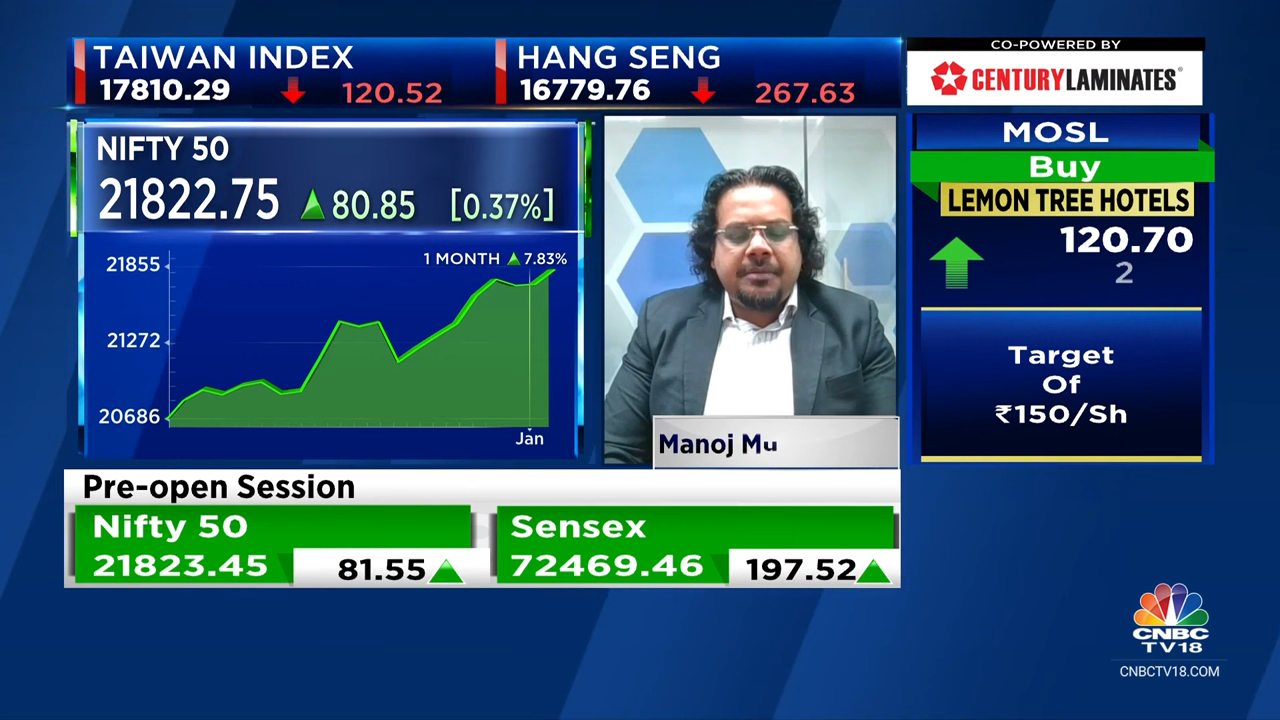 TAIWAN INDEX
17810.29 120.52
HANG SENG
16779.76 267.63
CO-POWERED BY
CENTURYLAMINATES®
NIFTY 50
21822.75 80.85 [0.37%]
1 MONTH 7.83%
21855
21272
20686
Jan
Manoj Mu
MOSL
Buy
LEMON TREE HOTELS
120.70
2
Target
Of
₹150/Sh
Pre-open Session
Nifty 50
21823.45 81.55
Sensex
72469.46 197.52
CNBC
TV18
CNBCTV18.COM